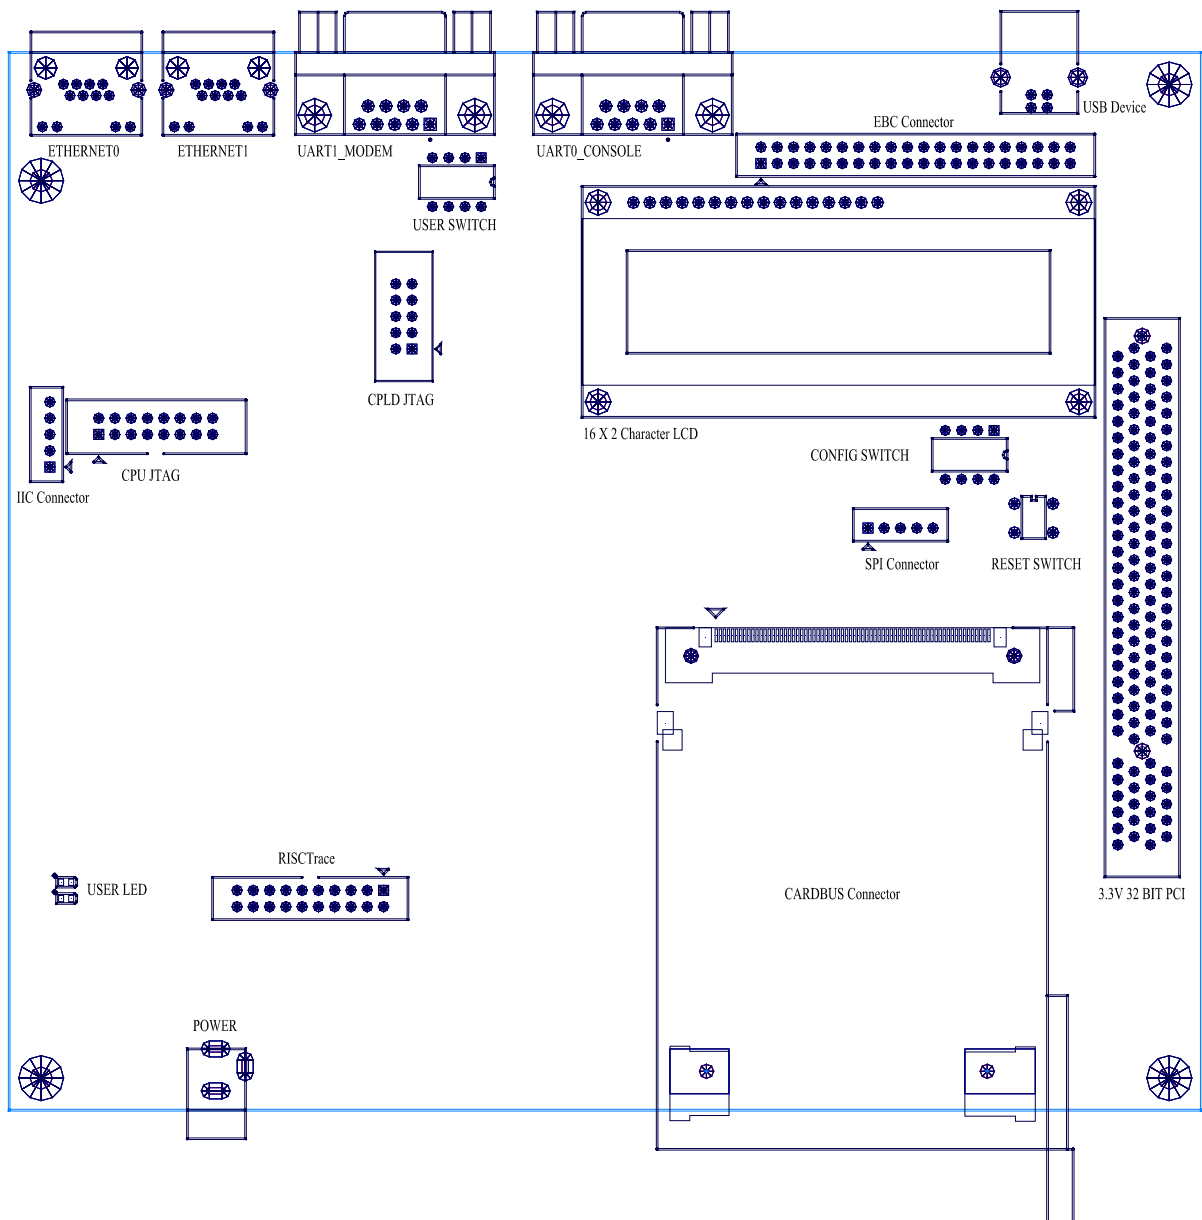 USB Device
EBC Connector
ETHERNET0
ETHERNET1
UART1_MODEM
UART0_CONSOLE
USER SWITCH
CPLD JTAG
16 X 2 Character LCD
CONFIG SWITCH
CPU JTAG
IIC Connector
SPI Connector
RESET SWITCH
RISCTrace
USER LED
CARDBUS Connector
3.3V 32 BIT PCI
POWER